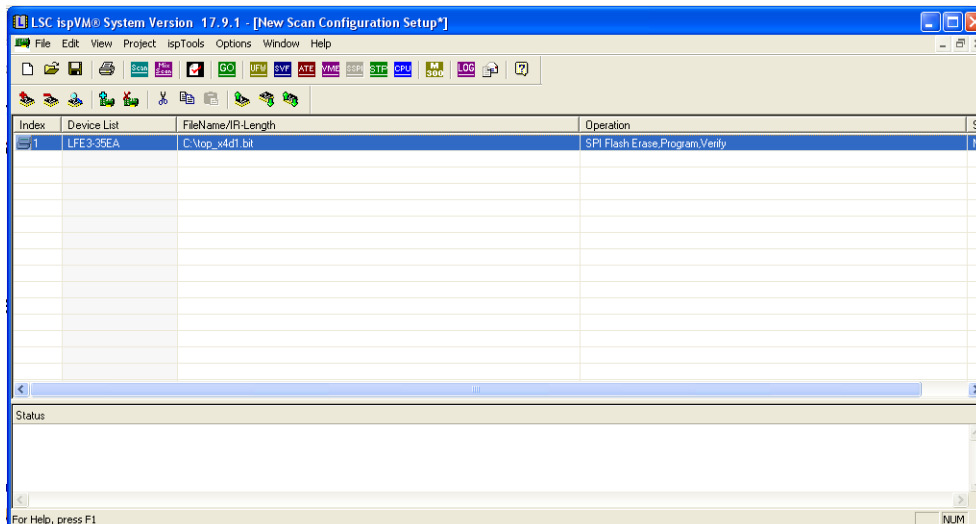 LSC ispVM® System Version 17.9.1 - [New Scan Configuration Setup*]
File Edit View Project ispTools Options Window Help
Scan GO UFW SVF ATE VME SSPI STP CPU M 300 LOG
Index Device List FileName/IR-Length Operation S
1 LFE3-35EA C:\top_x4d1.bit SPI Flash Erase,Program,Verify N
Status
For Help, press F1 NUM